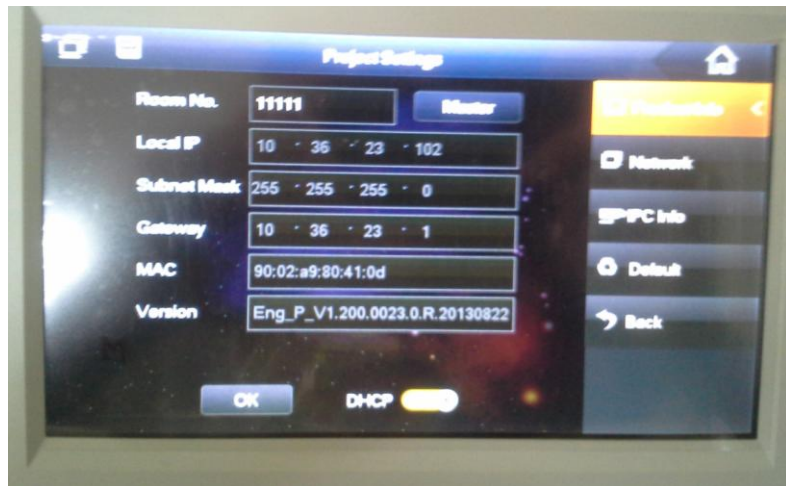 Project Settings
Room No. 11111 Master
Local IP 10 · 36 · 23 · 102
Subnet Mask 255 · 255 · 255 · 0
Gateway 10 · 36 · 23 · 1
MAC 90:02:a9:80:41:0d
Version Eng_P_V1.200.0023.0.R.20130822
OK DHCP
Network
IPC Info
Default
Back